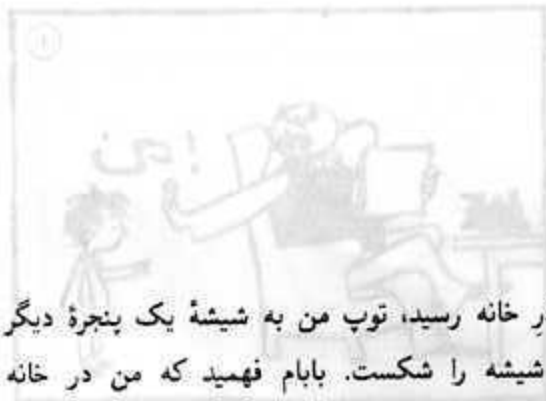 رِ خانه رسید، توپ من به شیشهٔ یک پنجرهٔ دیگر
شیشه را شکست. بابام فهمید که من در خانه